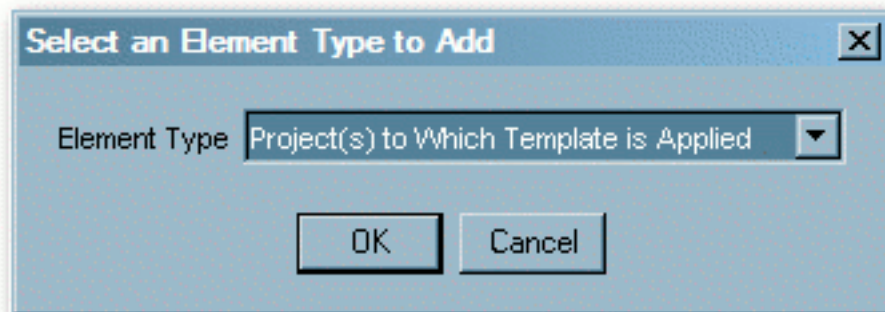 Select an Element Type to Add
Element Type Project(s) to Which Template is Applied
OK Cancel